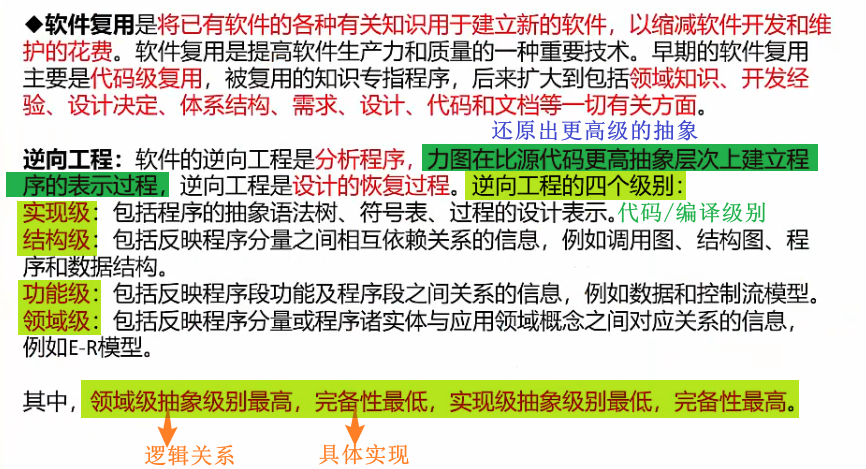 ◆软件复用是将已有软件的各种有关知识用于建立新的软件，以缩减软件开发和维
护的花费。软件复用是提高软件生产力和质量的一种重要技术。早期的软件复用
主要是代码级复用，被复用的知识专指程序，后来扩大到包括领域知识、开发经
验、设计决定、体系结构、需求、设计、代码和文档等一切有关方面。
还原出更高级的抽象
逆向工程：软件的逆向工程是分析程序，力图在比源代码更高抽象层次上建立程
序的表示过程，逆向工程是设计的恢复过程。逆向工程的四个级别：
实现级：包括程序的抽象语法树、符号表、过程的设计表示。代码/编译级别
结构级：包括反映程序分量之间相互依赖关系的信息，例如调用图、结构图、程
序和数据结构。
功能级：包括反映程序段功能及程序段之间关系的信息，例如数据和控制流模型。
领域级：包括反映程序分量或程序诸实体与应用领域概念之间对应关系的信息，
例如E-R模型。
其中，领域级抽象级别最高，完备性最低，实现级抽象级别最低，完备性最高。
逻辑关系 具体实现